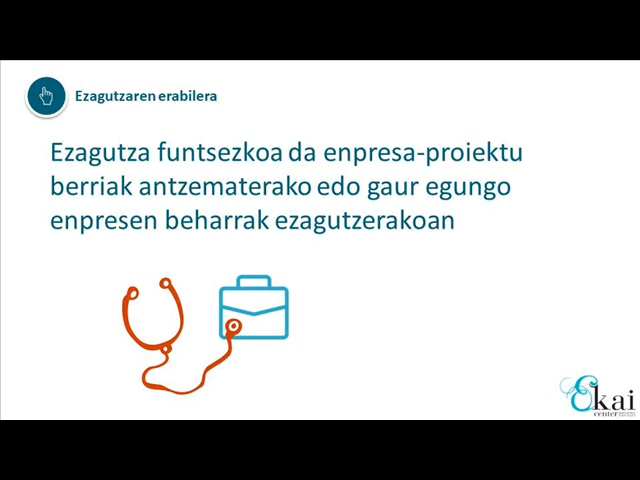 Ezagutzaren erabilera
Ezagutza funtsezkoa da enpresa-proiektu
berriak antzematerako edo gaur egungo
enpresen beharrak ezagutzerakoan
Ekai
center